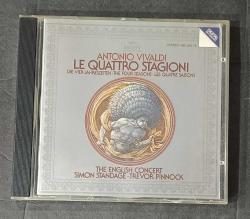 ANTONIO VIVALDI
LE QUATTRO STAGIONI
DIE VIER JAHRESZEITEN · THE FOUR SEASONS · LES QUATRE SAISONS
THE ENGLISH CONCERT
SIMON STANDAGE · TREVOR PINNOCK